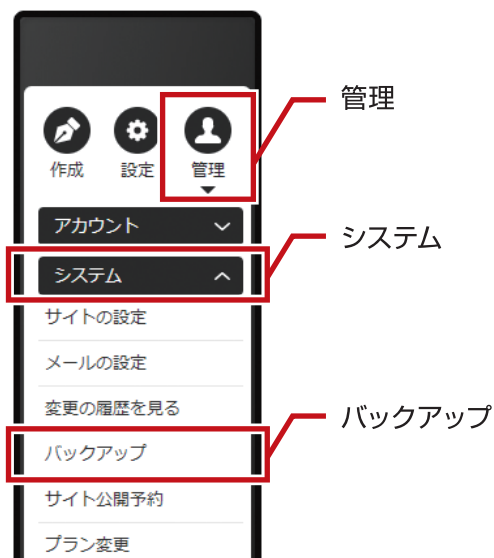 作成 設定 管理
管理
アカウント
システム
システム
サイトの設定
メールの設定
変更の履歴を見る
バックアップ
バックアップ
サイト公開予約
プラン変更